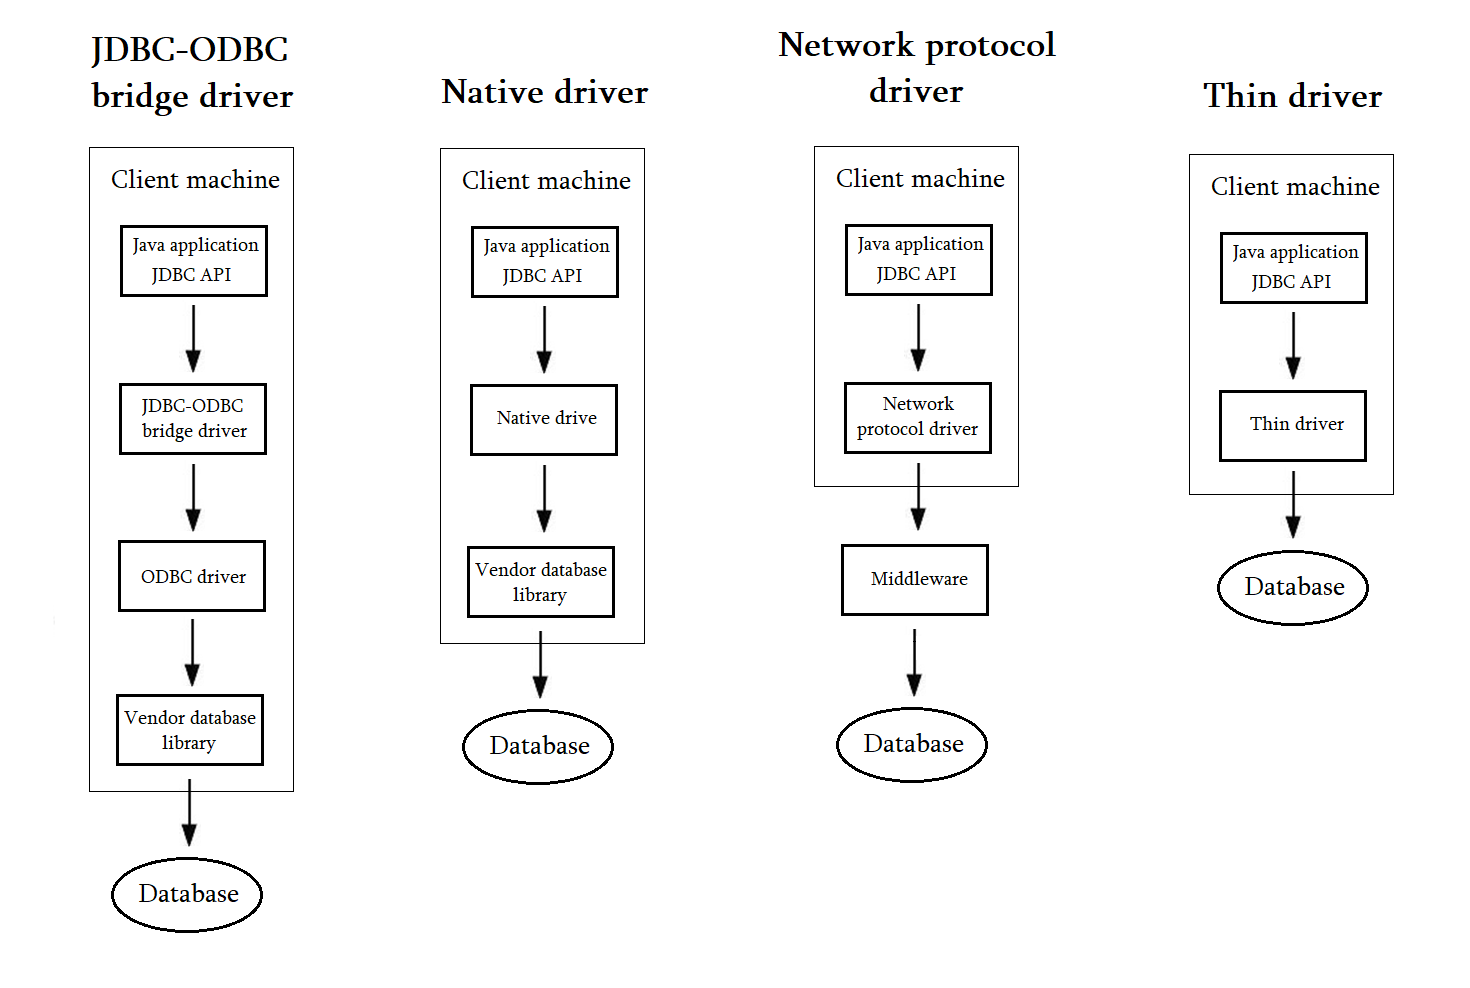 JDBC-ODBC
bridge driver
Client machine
Java application
JDBC API
JDBC-ODBC
bridge driver
ODBC driver
Vendor database
library
Database
Native driver
Client machine
Java application
JDBC API
Native drive
Vendor database
library
Database
Network protocol
driver
Client machine
Java application
JDBC API
Network
protocol driver
Middleware
Database
Thin driver
Client machine
Java application
JDBC API
Thin driver
Database